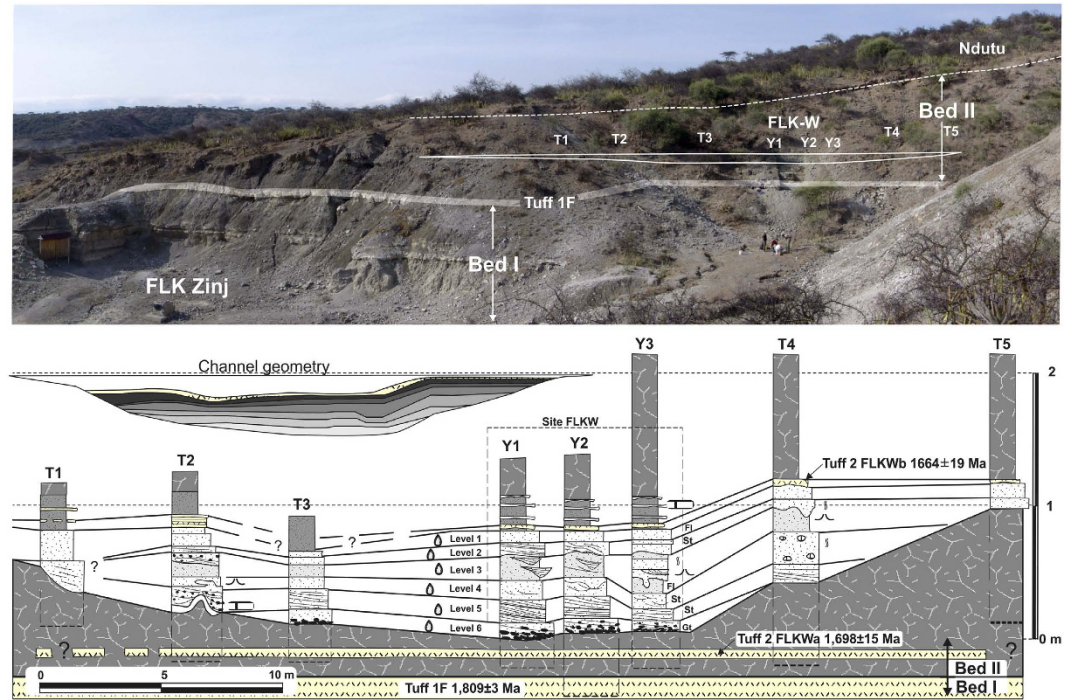 Ndutu
Bed II
FLK-W
T1 T2 T3 Y1 Y2 Y3 T4 T5
Tuff 1F
Bed I
FLK Zinj
Channel geometry
Y3
T4
T5
2
Site FLKW
T1
T2
T3
Y1
Y2
Tuff 2 FLKWb 1664±19 Ma
1
?
?
?
?
Level 1
Level 2
Level 3
Level 4
Level 5
Level 6
Fl
St
Fl
St
St
Gt
0 m
Tuff 2 FLKWa 1,698±15 Ma
?
?
Bed II
Bed I
0 5 10 m
Tuff 1F 1,809±3 Ma